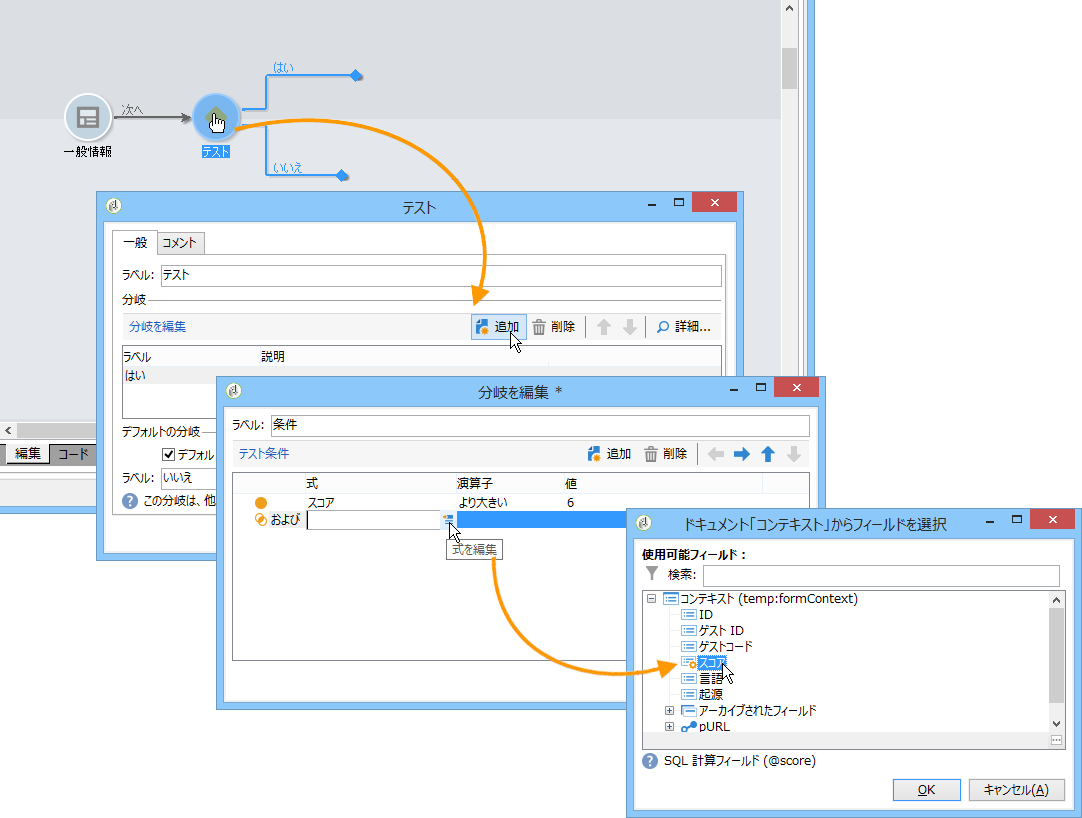 はい
次へ
一般情報
テスト
いいえ
テスト
一般 コメント
ラベル: テスト
分岐
分岐を編集 追加 削除 詳細...
ラベル 説明
はい
デフォルトの分岐
デフォル
ラベル: いいえ
この分岐は、他
編集 コード
分岐を編集 *
ラベル: 条件
テスト条件 追加 削除
式 演算子 値
スコア より大きい 6
および
式を編集
ドキュメント「コンテキスト」からフィールドを選択
使用可能フィールド:
検索:
コンテキスト (temp:formContext)
ID
ゲスト ID
ゲストコード
スコア
言語
起源
アーカイブされたフィールド
pURL
SQL 計算フィールド (@score)
OK キャンセル(A)